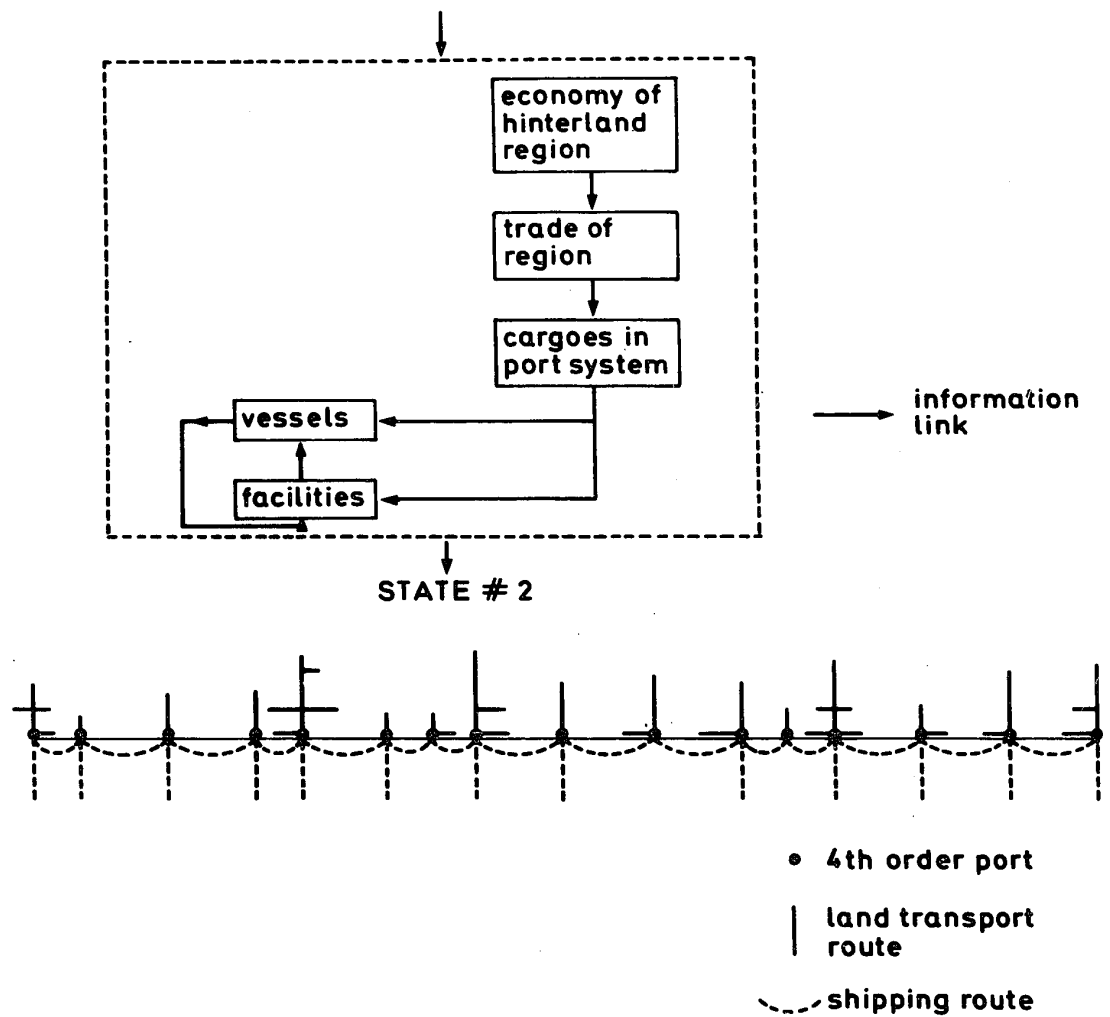 economy of
hinterland
region
trade of
region
cargoes in
port system
vessels
facilities
information
link
STATE # 2
4th order port
land transport
route
shipping route